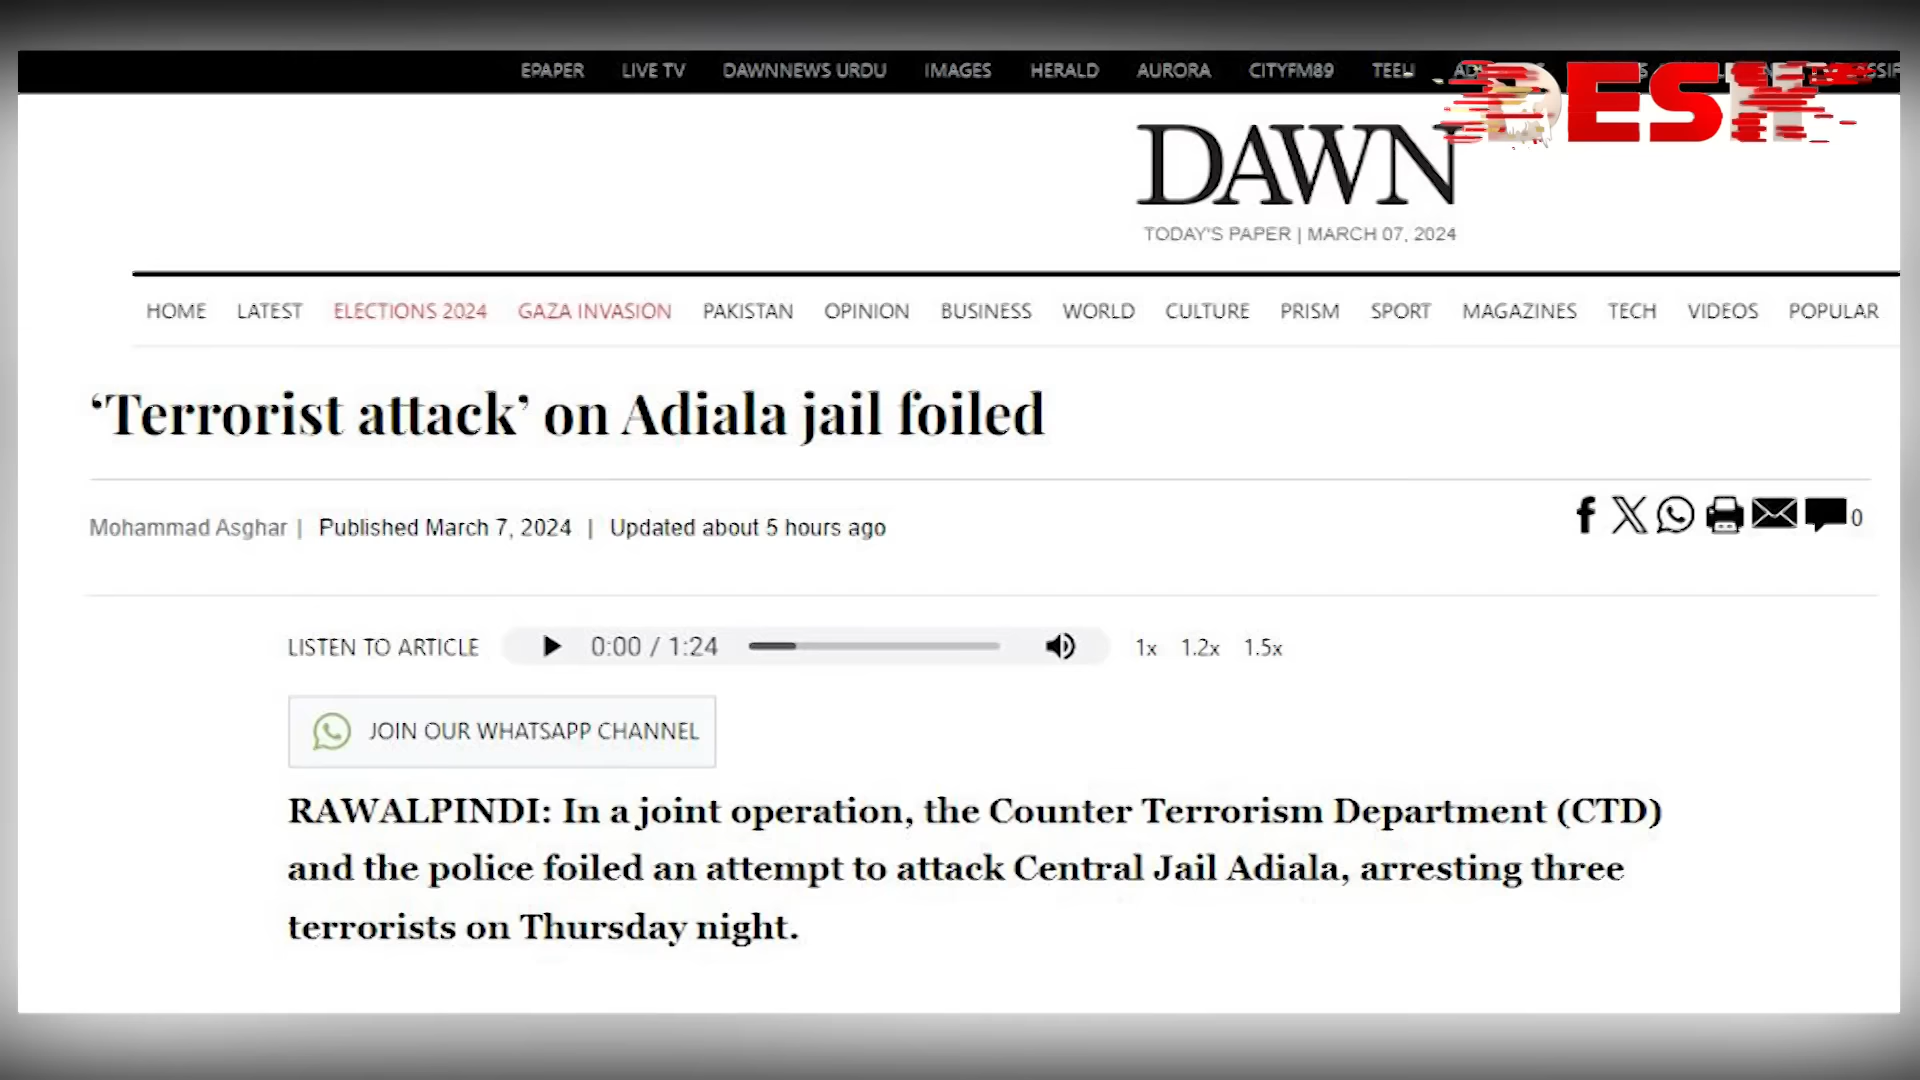 EPAPER LIVE TV DAWNNEWS URDU IMAGES HERALD AURORA CITYFM89
DESH
DAWN
TODAY'S PAPER | MARCH 07, 2024
HOME LATEST ELECTIONS 2024 GAZA INVASION PAKISTAN OPINION BUSINESS WORLD CULTURE PRISM SPORT MAGAZINES TECH VIDEOS POPULAR
‘Terrorist attack’ on Adiala jail foiled
Mohammad Asghar | Published March 7, 2024 | Updated about 5 hours ago
0
LISTEN TO ARTICLE 0:00 / 1:24 1x 1.2x 1.5x
JOIN OUR WHATSAPP CHANNEL
RAWALPINDI: In a joint operation, the Counter Terrorism Department (CTD)
and the police foiled an attempt to attack Central Jail Adiala, arresting three
terrorists on Thursday night.